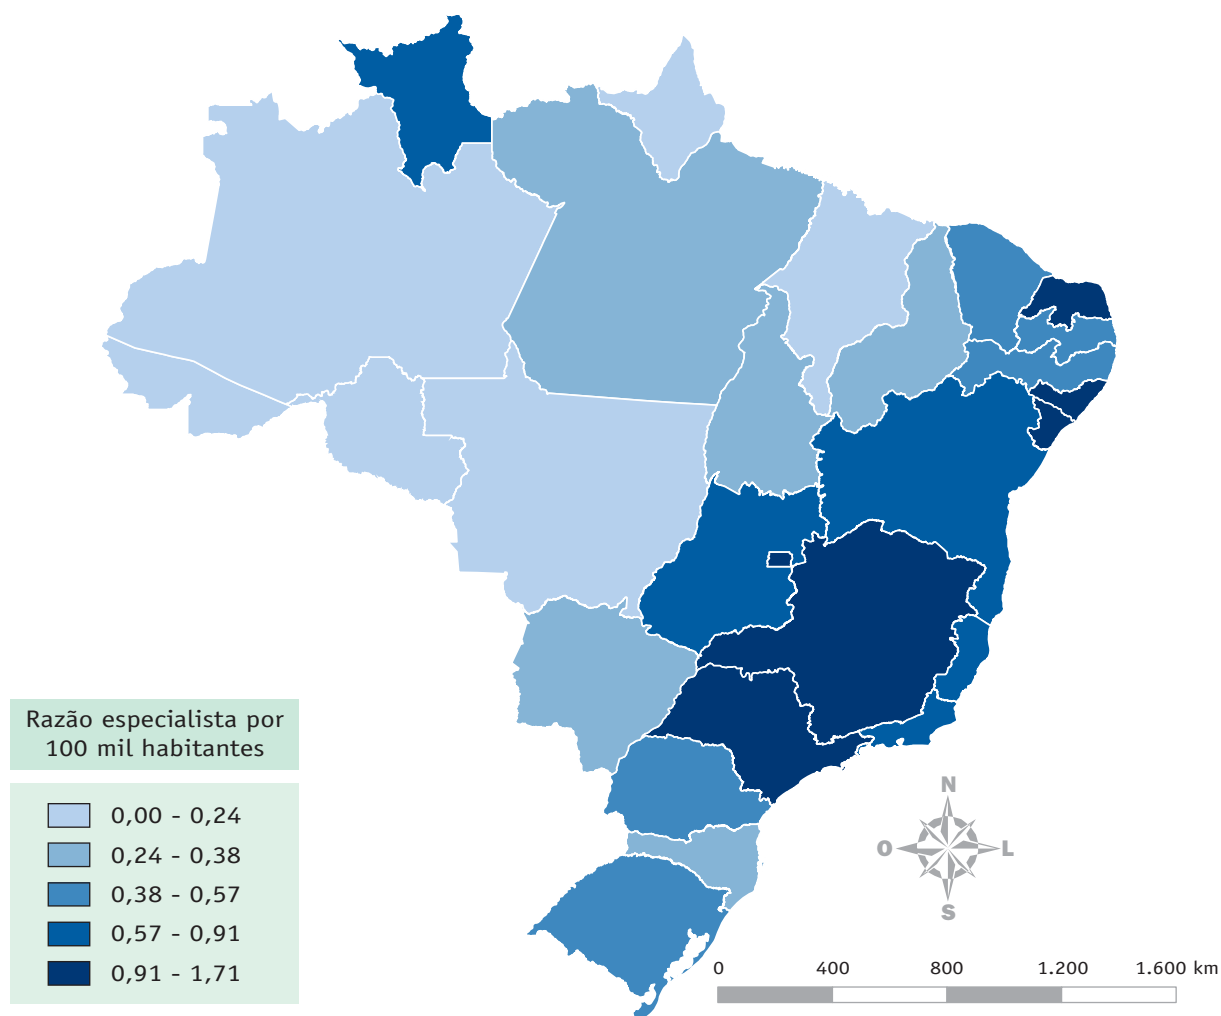 Razão especialista por
100 mil habitantes
0,00 - 0,24
0,24 - 0,38
0,38 - 0,57
0,57 - 0,91
0,91 - 1,71
N
O
L
S
0 400 800 1.200 1.600 km